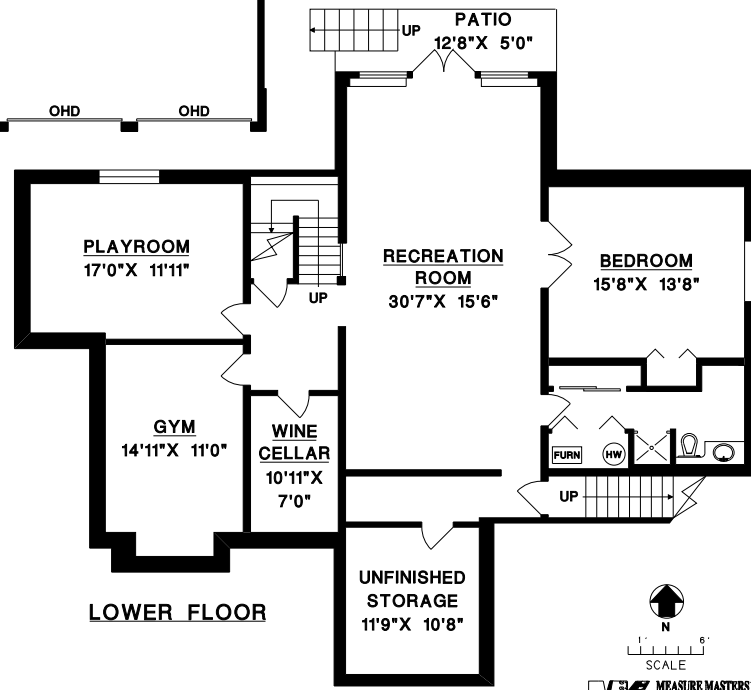 PATIO
12'8"X 5'0"
UP
OHD
OHD
PLAYROOM
17'0"X 11'11"
UP
RECREATION
ROOM
30'7"X 15'6"
BEDROOM
15'8"X 13'8"
GYM
14'11"X 11'0"
WINE
CELLAR
10'11"X
7'0"
FURN
HW
UP
UNFINISHED
STORAGE
11'9"X 10'8"
LOWER FLOOR
N
1' 6'
SCALE
MEASURE MASTERS